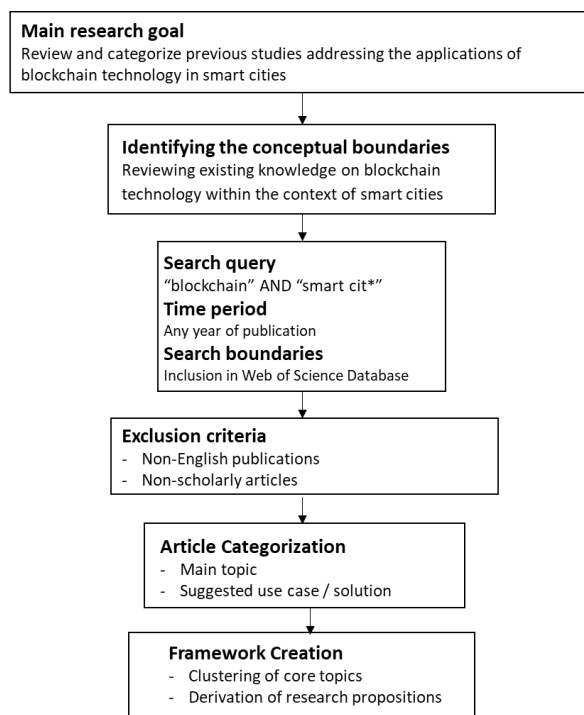 Main research goal
Review and categorize previous studies addressing the applications of
blockchain technology in smart cities
Identifying the conceptual boundaries
Reviewing existing knowledge on blockchain
technology within the context of smart cities
Search query
“blockchain” AND “smart cit*”
Time period
Any year of publication
Search boundaries
Inclusion in Web of Science Database
Exclusion criteria
- Non-English publications
- Non-scholarly articles
Article Categorization
- Main topic
- Suggested use case / solution
Framework Creation
- Clustering of core topics
- Derivation of research propositions